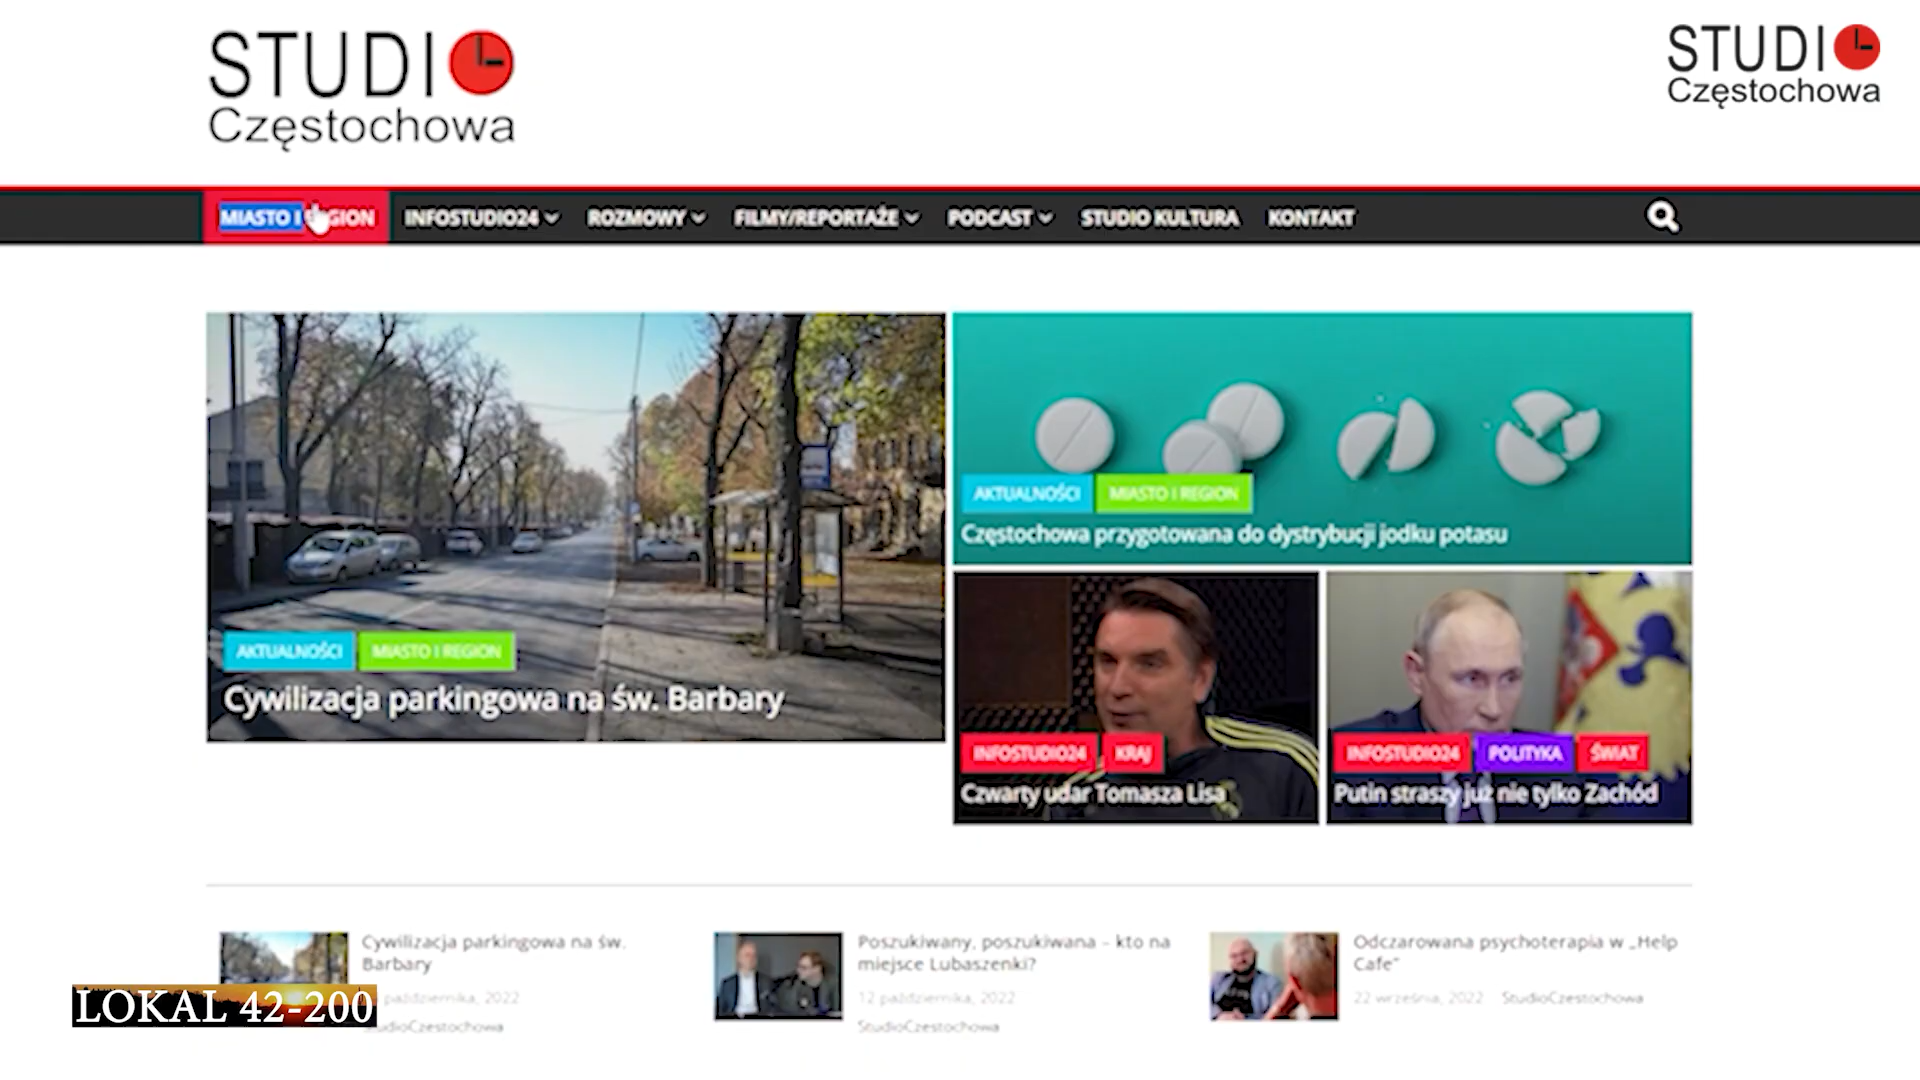 STUDIO
Częstochowa
STUDIO
Częstochowa
MIASTO I REGION
INFOSTUDIO24
ROZMOWY
FILMY/REPORTAŻE
PODCAST
STUDIO KULTURA
KONTAKT
AKTUALNOŚCI
MIASTO I REGION
Cywilizacja parkingowa na św. Barbary
AKTUALNOŚCI
MIASTO I REGION
Częstochowa przygotowana do dystrybucji jodku potasu
INFOSTUDIO24
KRAJ
Czwarty udar Tomasza Lisa
INFOSTUDIO24
POLITYKA
ŚWIAT
Putin straszy już nie tylko Zachód
Cywilizacja parkingowa na św.
Barbary
października, 2022
Poszukiwany, poszukiwana – kto na
miejsce Lubaszenki?
12 października, 2022
StudioCzestochowa
Odczarowana psychoterapia w „Help
Cafe”
22 września, 2022 StudioCzestochowa
LOKAL 42-200